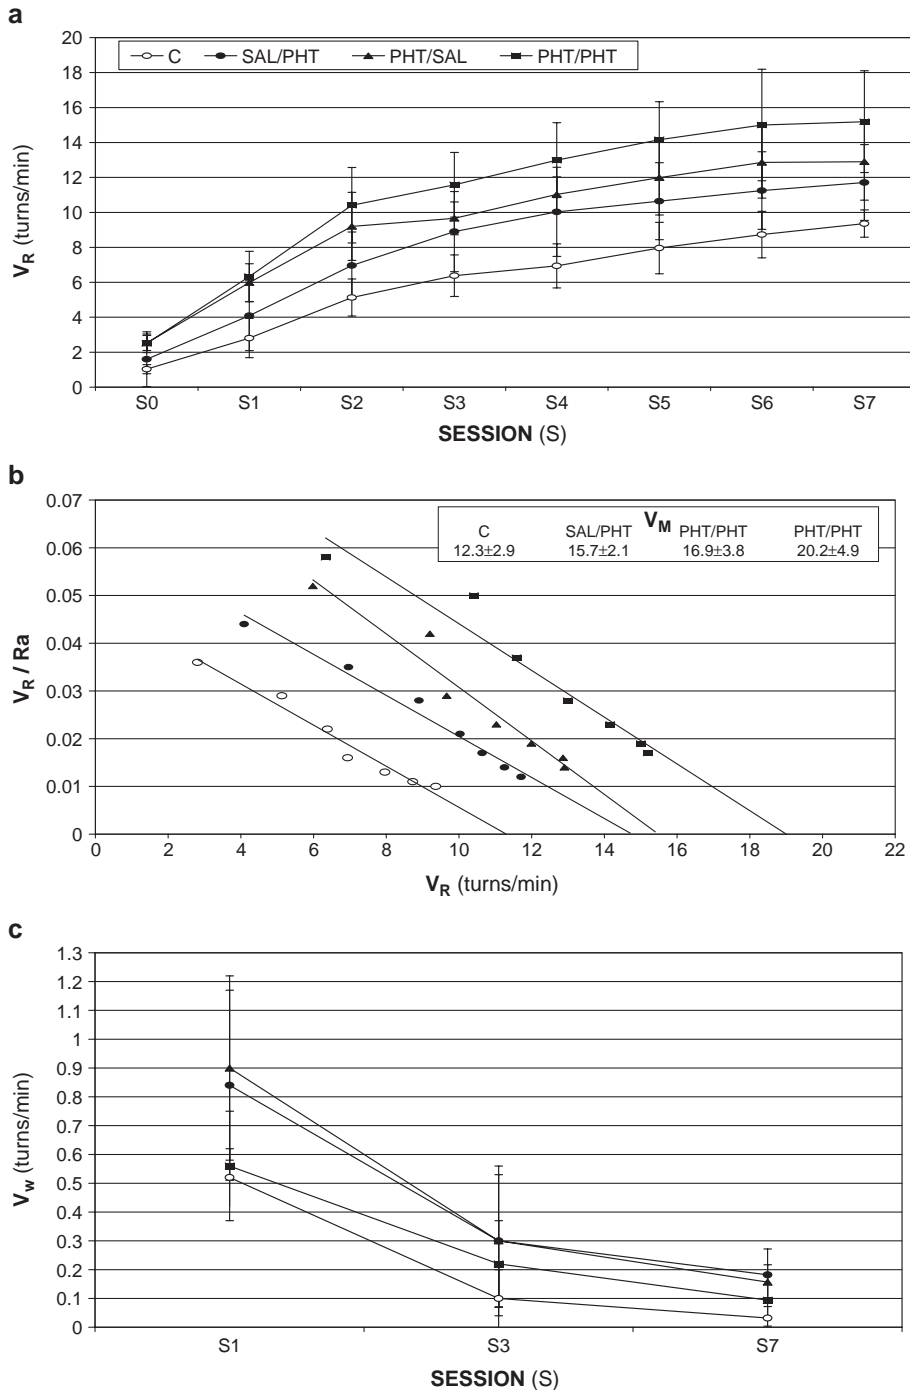 a
20
18
16
14
12
10
8
6
4
2
0
V_R (turns/min)
C SAL/PHT PHT/SAL PHT/PHT
S0 S1 S2 S3 S4 S5 S6 S7
SESSION (S)
b
0.07
0.06
0.05
0.04
0.03
0.02
0.01
0
V_R / Ra
V_M
C SAL/PHT PHT/PHT PHT/PHT
12.3±2.9 15.7±2.1 16.9±3.8 20.2±4.9
0 2 4 6 8 10 12 14 16 18 20 22
V_R (turns/min)
c
1.3
1.2
1.1
1
0.9
0.8
0.7
0.6
0.5
0.4
0.3
0.2
0.1
0
V_w (turns/min)
S1 S3 S7
SESSION (S)